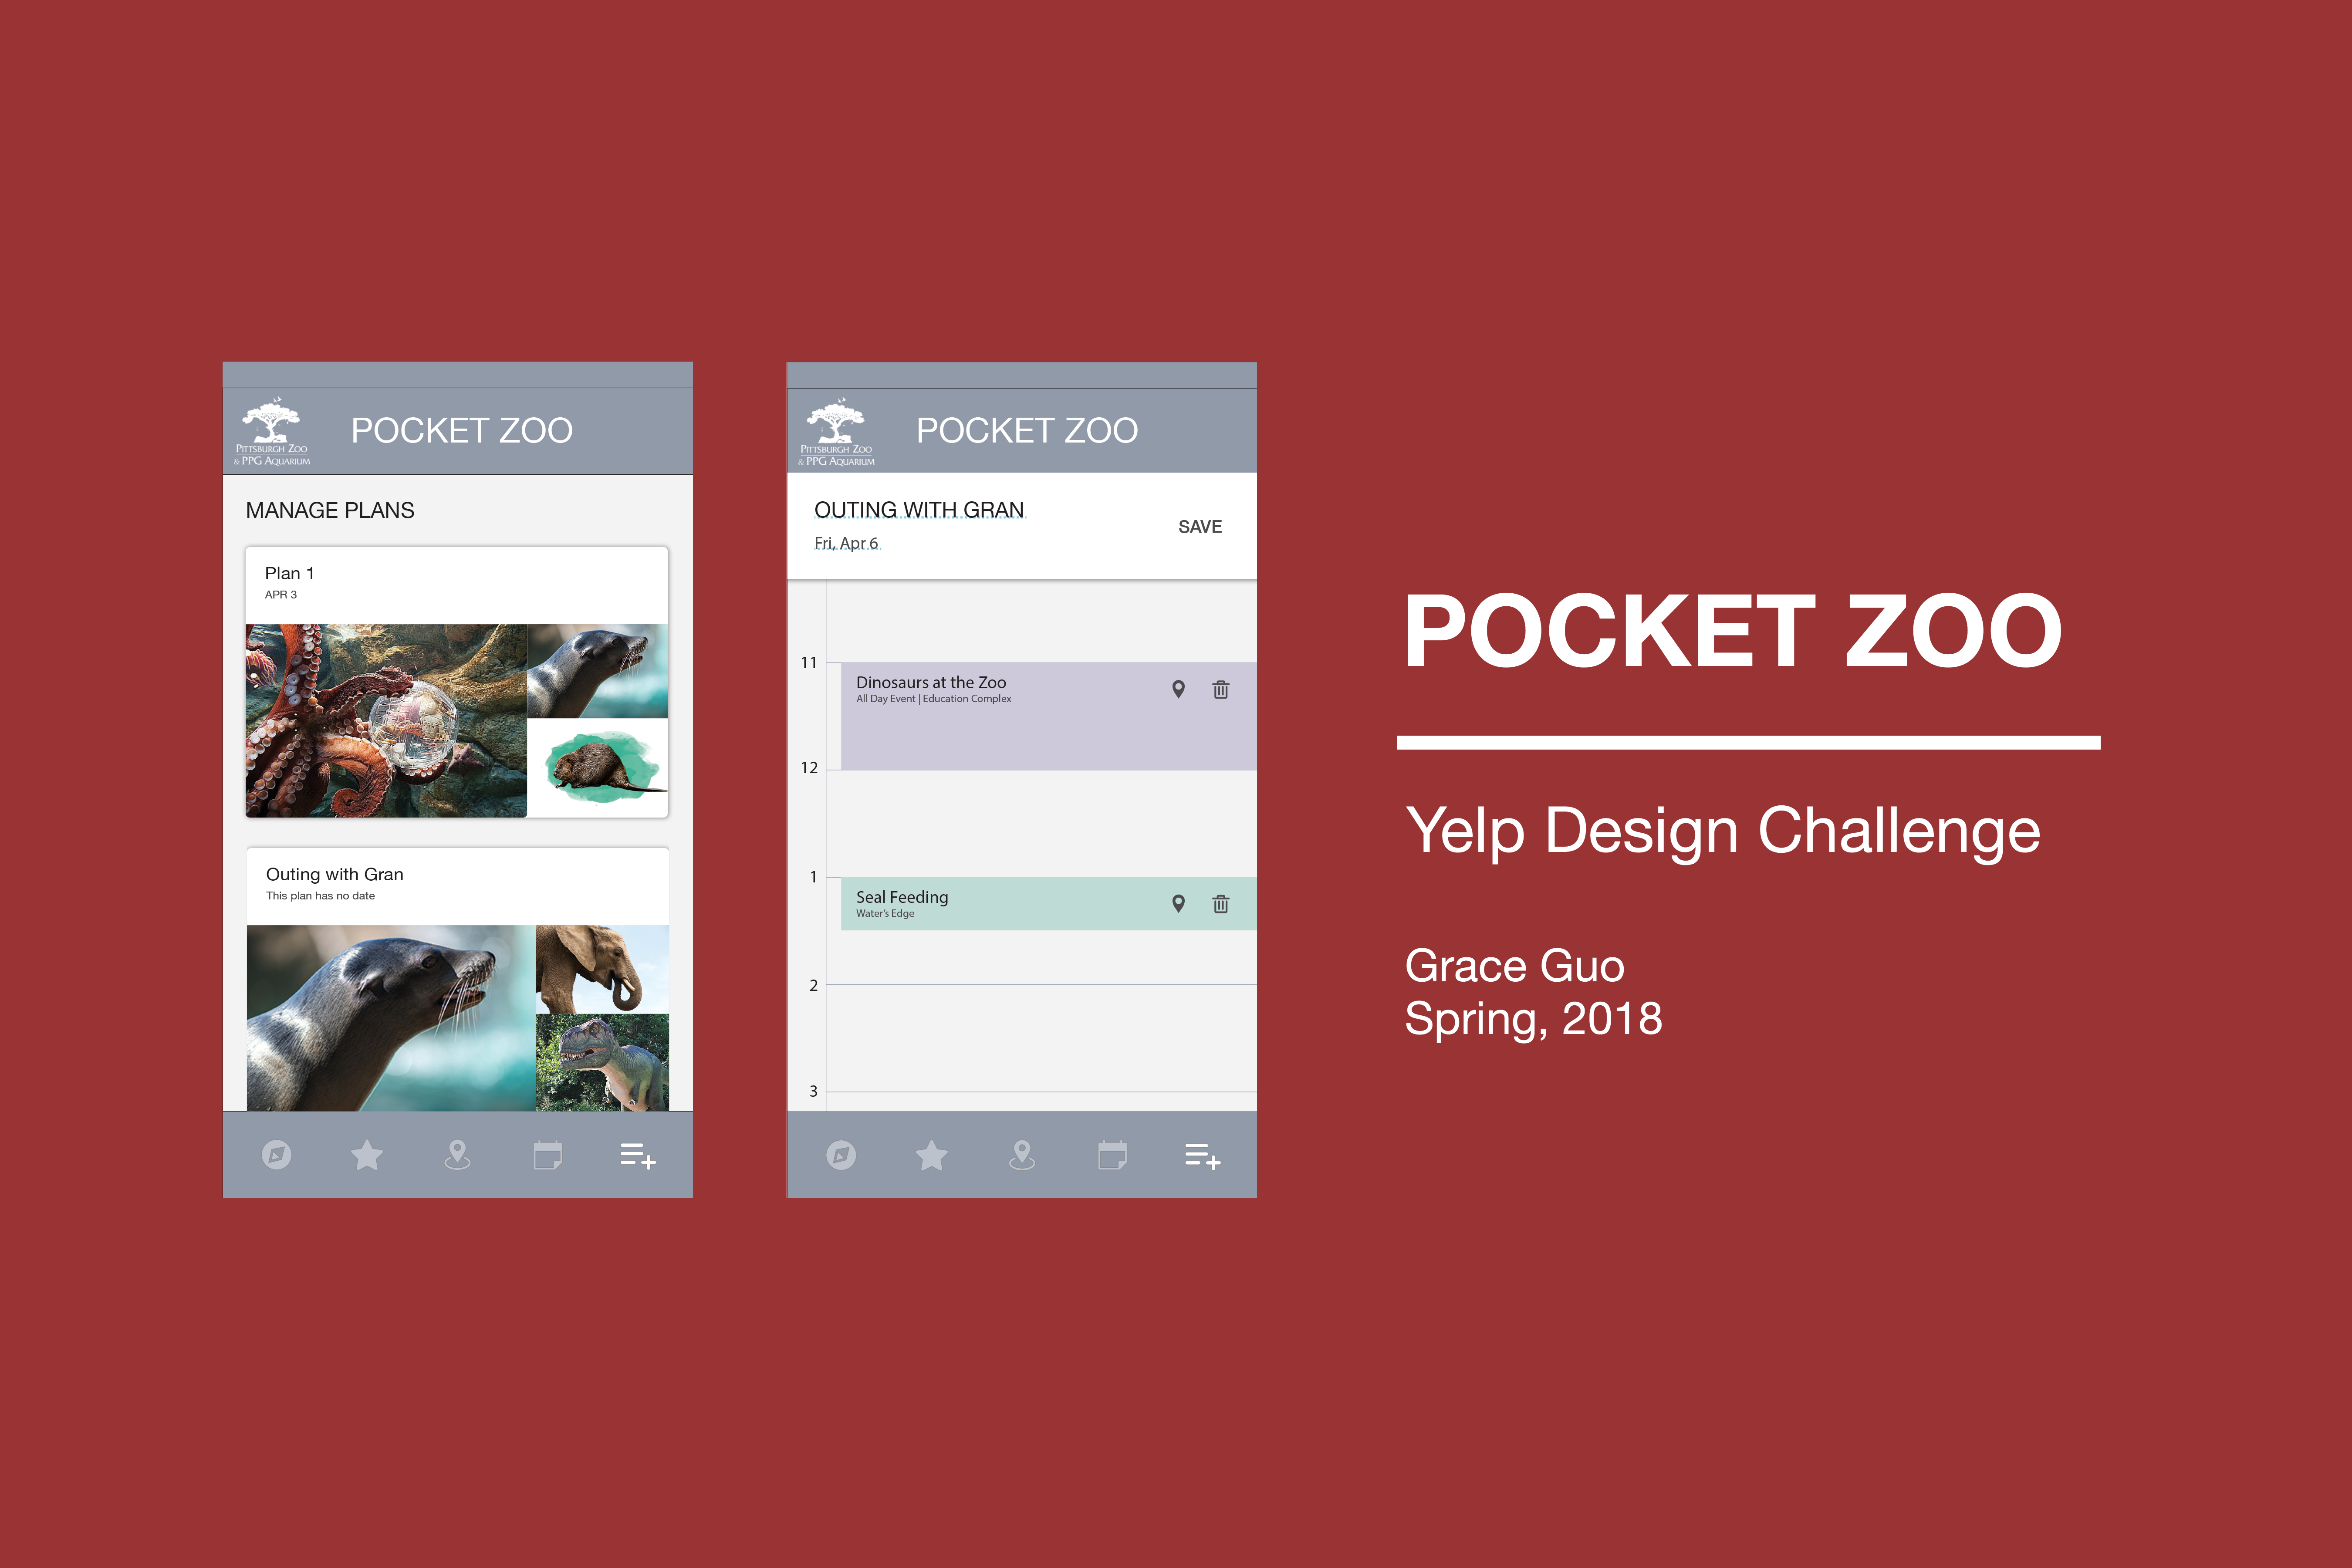 PITTSBURGH ZOO
& PPG AQUARIUM
POCKET ZOO
MANAGE PLANS
Plan 1
APR 3
Outing with Gran
This plan has no date
PITTSBURGH ZOO
& PPG AQUARIUM
POCKET ZOO
OUTING WITH GRAN
Fri, Apr 6
SAVE
11
Dinosaurs at the Zoo
All Day Event | Education Complex
12
1
Seal Feeding
Water's Edge
2
3
POCKET ZOO
Yelp Design Challenge
Grace Guo
Spring, 2018